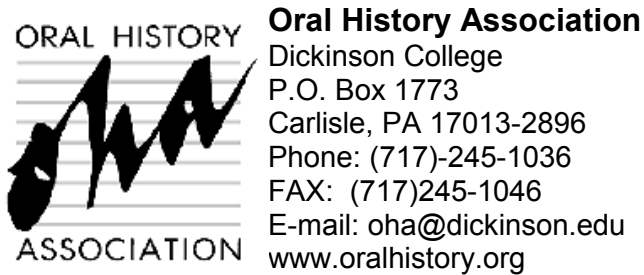 ORAL HISTORY
oha
ASSOCIATION
Oral History Association
Dickinson College
P.O. Box 1773
Carlisle, PA 17013-2896
Phone: (717)-245-1036
FAX:  (717)245-1046
E-mail: oha@dickinson.edu
www.oralhistory.org